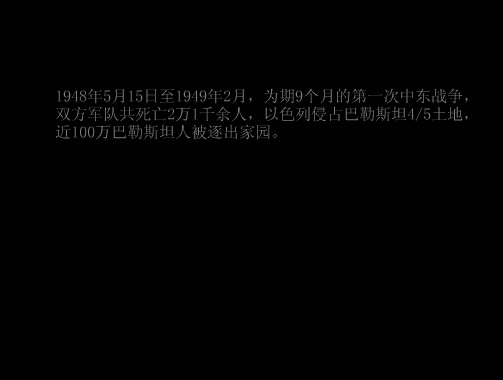 1948年5月15日至1949年2月，为期9个月的第一次中东战争，
双方军队共死亡2万1千余人，以色列侵占巴勒斯坦4/5土地，
近100万巴勒斯坦人被逐出家园。